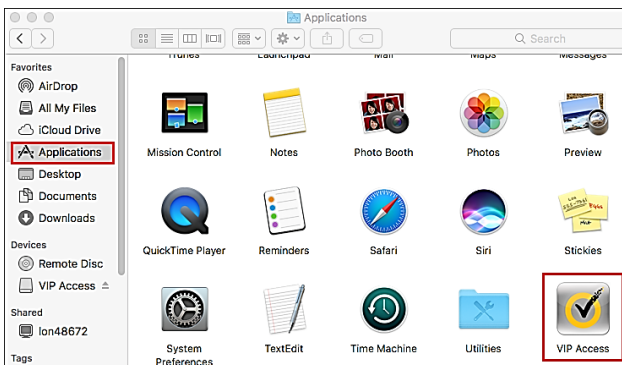 Applications
Search
Favorites
AirDrop
All My Files
iCloud Drive
Applications
Desktop
Documents
Downloads
Devices
Remote Disc
VIP Access
Shared
lon48672
Tags
iTunes
Launchpad
Mail
Maps
Messages
Mission Control
Notes
Photo Booth
Photos
Preview
QuickTime Player
Reminders
Safari
Siri
Stickies
System
Preferences
TextEdit
Time Machine
Utilities
VIP Access